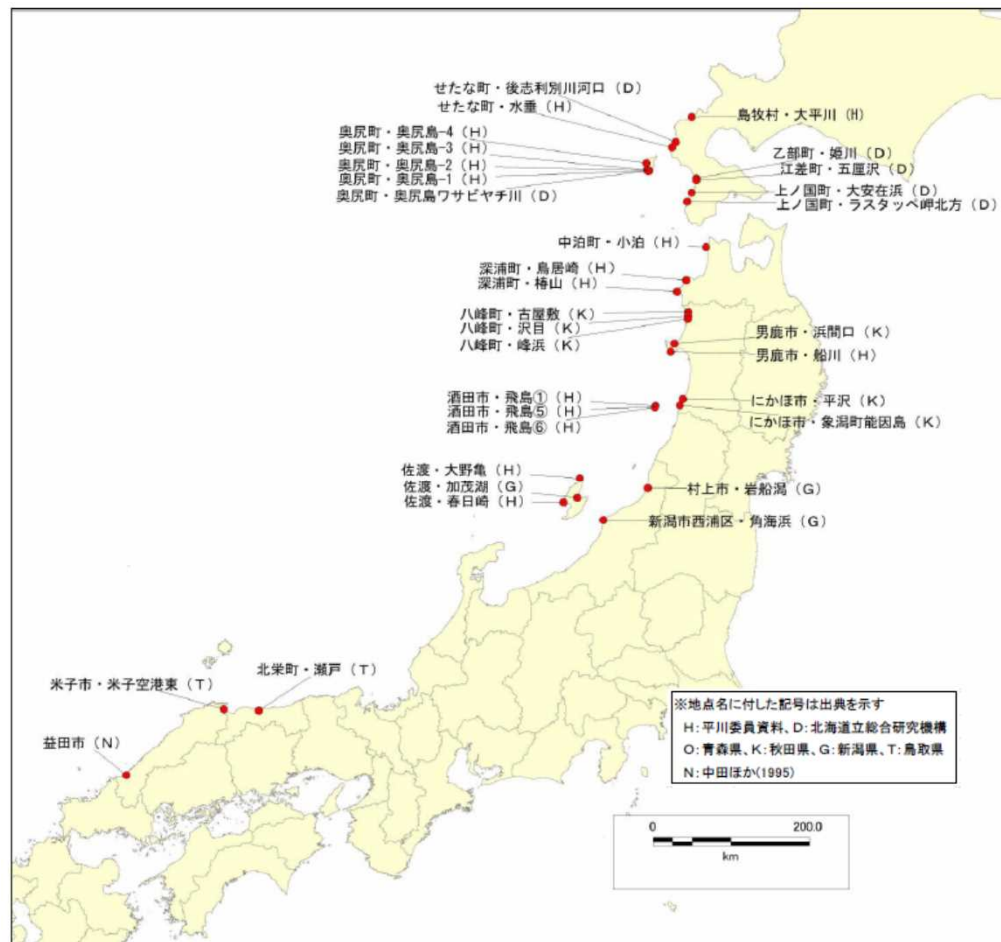 せたな町・後志利別川河口（D）
せたな町・水垂（H）
島牧村・大平川（H）
奥尻町・奥尻島-4（H）
奥尻町・奥尻島-3（H）
奥尻町・奥尻島-2（H）
奥尻町・奥尻島-1（H）
奥尻町・奥尻島ワサビヤチ川（D）
乙部町・姫川（D）
江差町・五厘沢（D）
上ノ国町・大安在浜（D）
上ノ国町・ラスタッペ岬北方（D）
中泊町・小泊（H）
深浦町・鳥居崎（H）
深浦町・椿山（H）
八峰町・古屋敷（K）
八峰町・沢目（K）
八峰町・峰浜（K）
男鹿市・浜間口（K）
男鹿市・船川（H）
酒田市・飛島①（H）
酒田市・飛島⑤（H）
酒田市・飛島⑥（H）
にかほ市・平沢（K）
にかほ市・象潟町能因島（K）
佐渡・大野亀（H）
佐渡・加茂湖（G）
佐渡・春日崎（H）
村上市・岩船潟（G）
新潟市西浦区・角海浜（G）
北栄町・瀬戸（T）
米子市・米子空港東（T）
益田市（N）
※地点名に付した記号は出典を示す
H:平川委員資料、D:北海道立総合研究機構
O:青森県、K:秋田県、G:新潟県、T:鳥取県
N:中田ほか(1995)
0 200.0
km